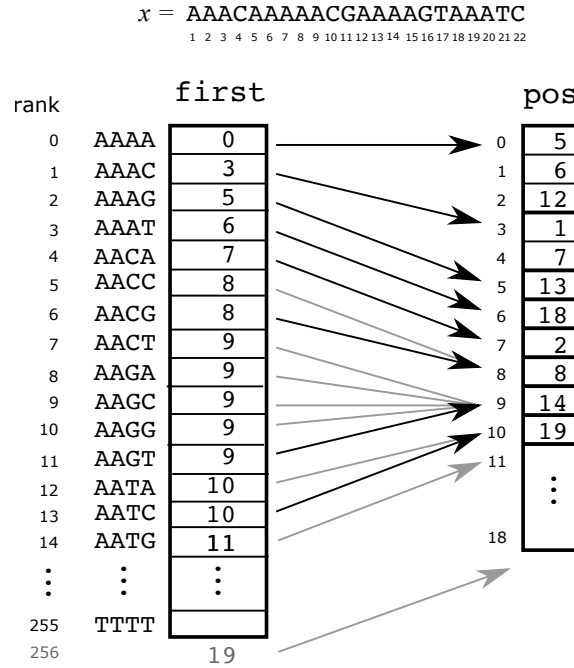 x = AAACAAAAACGAAAAGTAAATC
1 2 3 4 5 6 7 8 9 10 11 12 13 14 15 16 17 18 19 20 21 22
rank first pos
0 AAAA 0 0 5
1 AAAC 3 1 6
2 AAAG 5 2 12
3 AAAT 6 3 1
4 AACA 7 4 7
5 AACC 8 5 13
6 AACG 8 6 18
7 AACT 9 7 2
8 AAGA 9 8 8
9 AAGC 9 9 14
10 AAGG 9 10 19
11 AAGT 9 11
12 AATA 10
13 AATC 10
14 AATG 11 18
255 TTTT
256 19